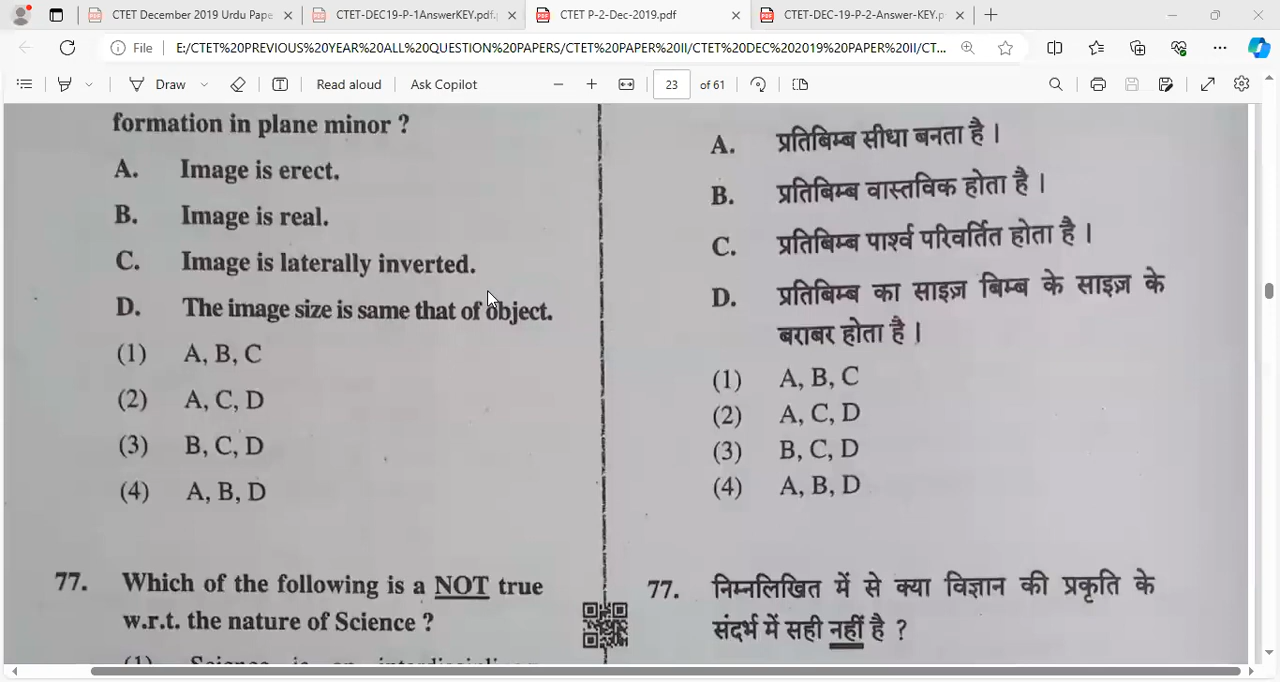 CTET December 2019 Urdu Pape
CTET-DEC19-P-1AnswerKEY.pdf
CTET P-2-Dec-2019.pdf
CTET-DEC-19-P-2-Answer-KEY.p
File
E:/CTET%20PREVIOUS%20YEAR%20ALL%20QUESTION%20PAPERS/CTET%20PAPER%20II/CTET%20DEC%202019%20PAPER%20II/CT...
Draw
Read aloud
Ask Copilot
23
of 61
formation in plane minor ?
A. Image is erect.
B. Image is real.
C. Image is laterally inverted.
D. The image size is same that of object.
(1) A, B, C
(2) A, C, D
(3) B, C, D
(4) A, B, D
77. Which of the following is a NOT true
w.r.t. the nature of Science ?
(1) Science is an interdisciplinary
A. प्रतिबिम्ब सीधा बनता है ।
B. प्रतिबिम्ब वास्तविक होता है ।
C. प्रतिबिम्ब पार्श्व परिवर्तित होता है ।
D. प्रतिबिम्ब का साइज़ बिम्ब के साइज़ के
बराबर होता है ।
(1) A, B, C
(2) A, C, D
(3) B, C, D
(4) A, B, D
77. निम्नलिखित में से क्या विज्ञान की प्रकृति के
संदर्भ में सही नहीं है ?